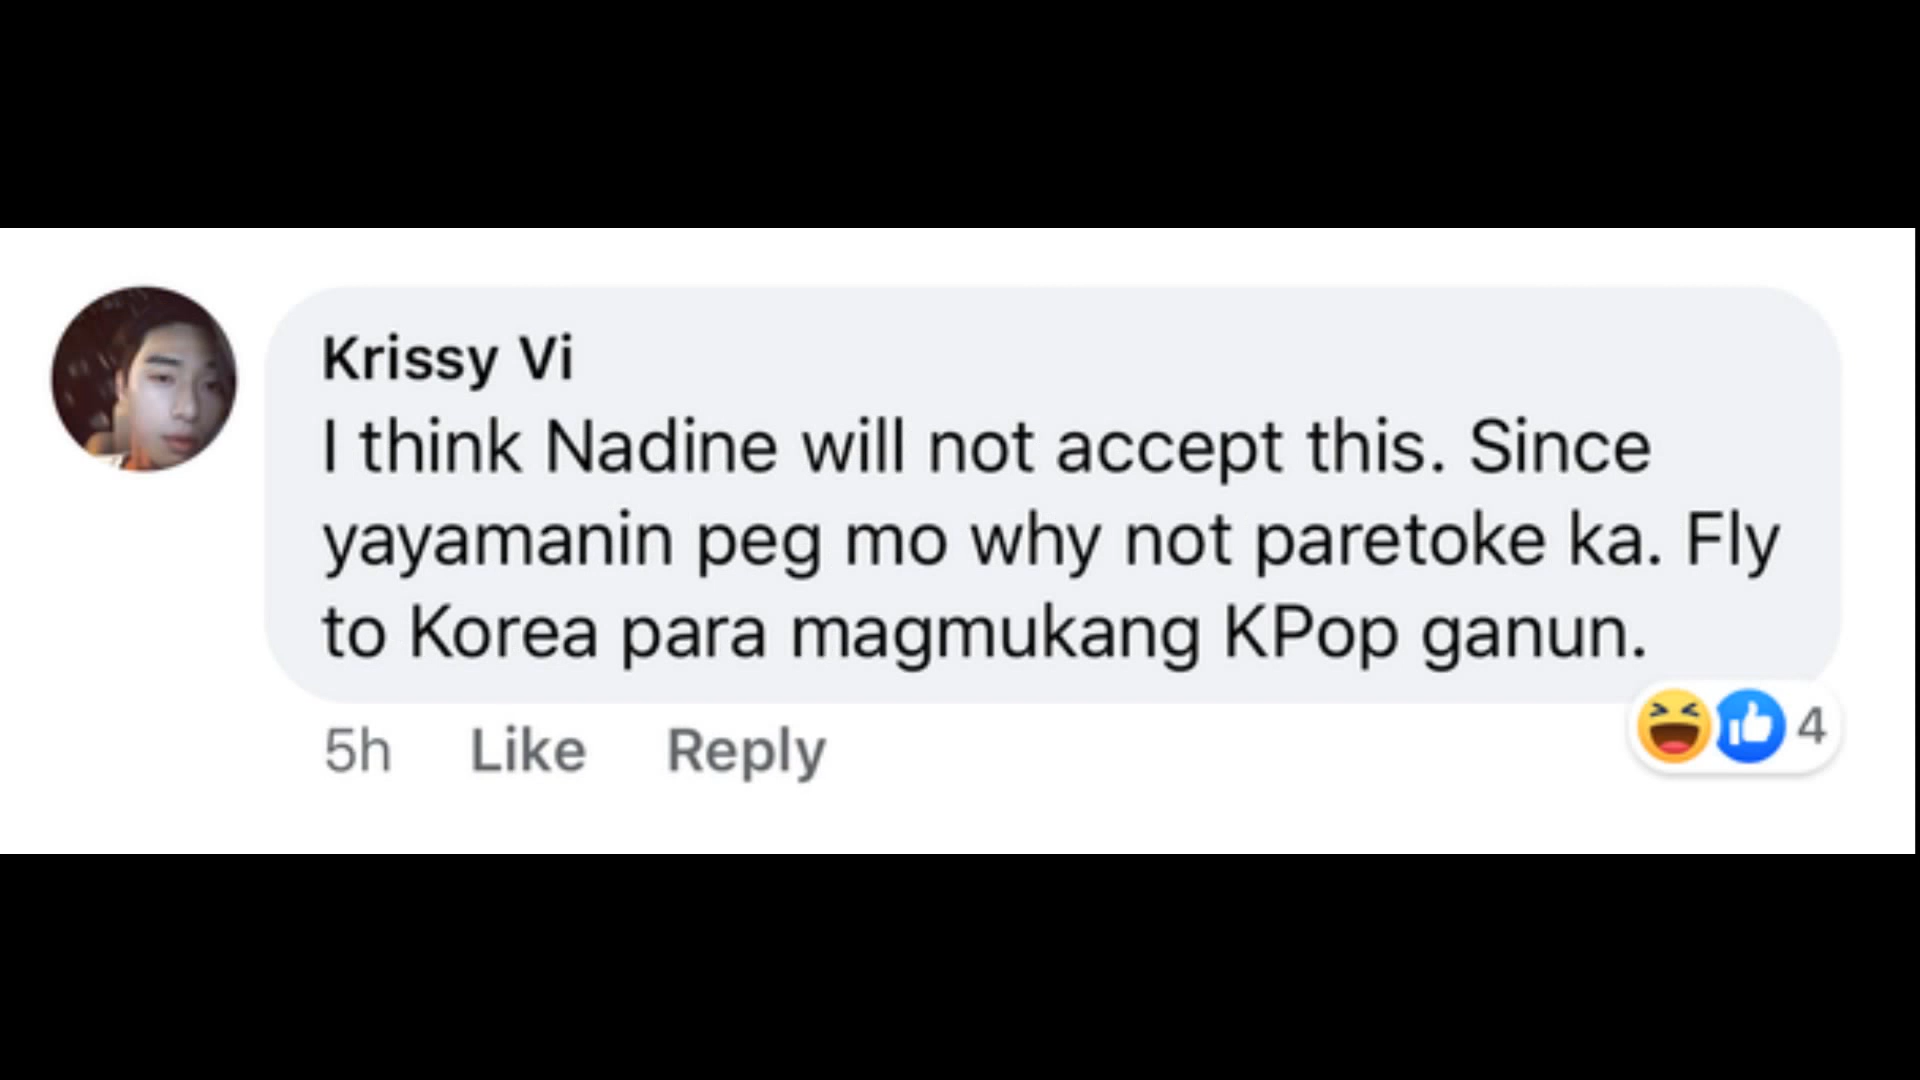 Krissy Vi
I think Nadine will not accept this. Since
yayamanin peg mo why not paretoke ka. Fly
to Korea para magmukang KPop ganun.
5h Like Reply 4